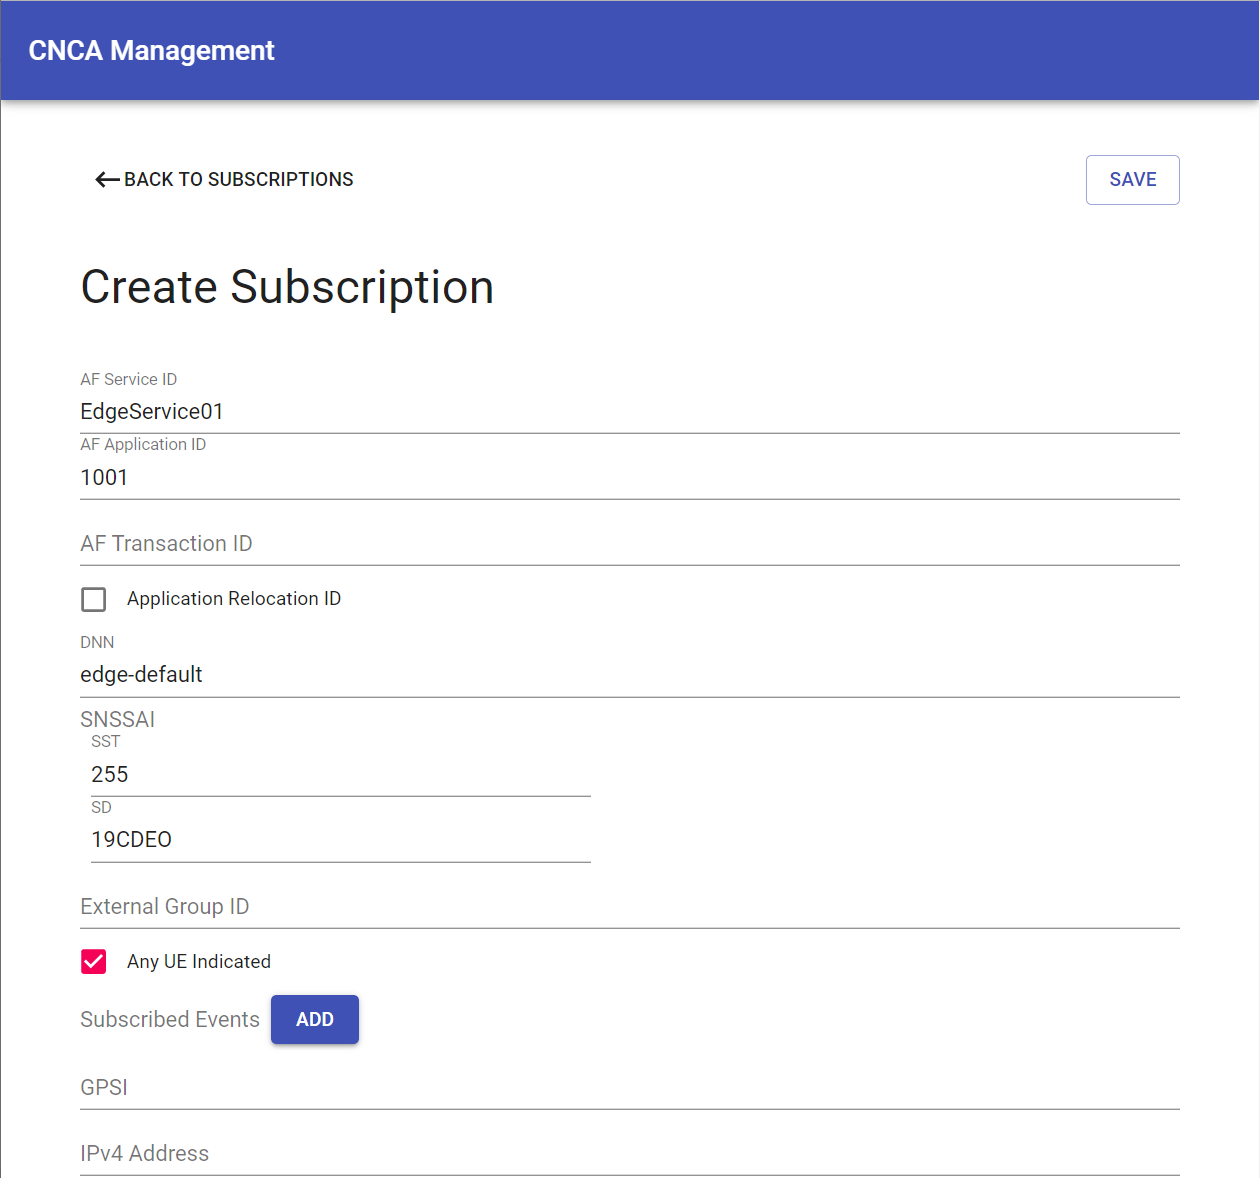 CNCA Management
BACK TO SUBSCRIPTIONS
SAVE
Create Subscription
AF Service ID
EdgeService01
AF Application ID
1001
AF Transaction ID
Application Relocation ID
DNN
edge-default
SNSSAI
SST
255
SD
19CDEO
External Group ID
Any UE Indicated
Subscribed Events ADD
GPSI
IPv4 Address